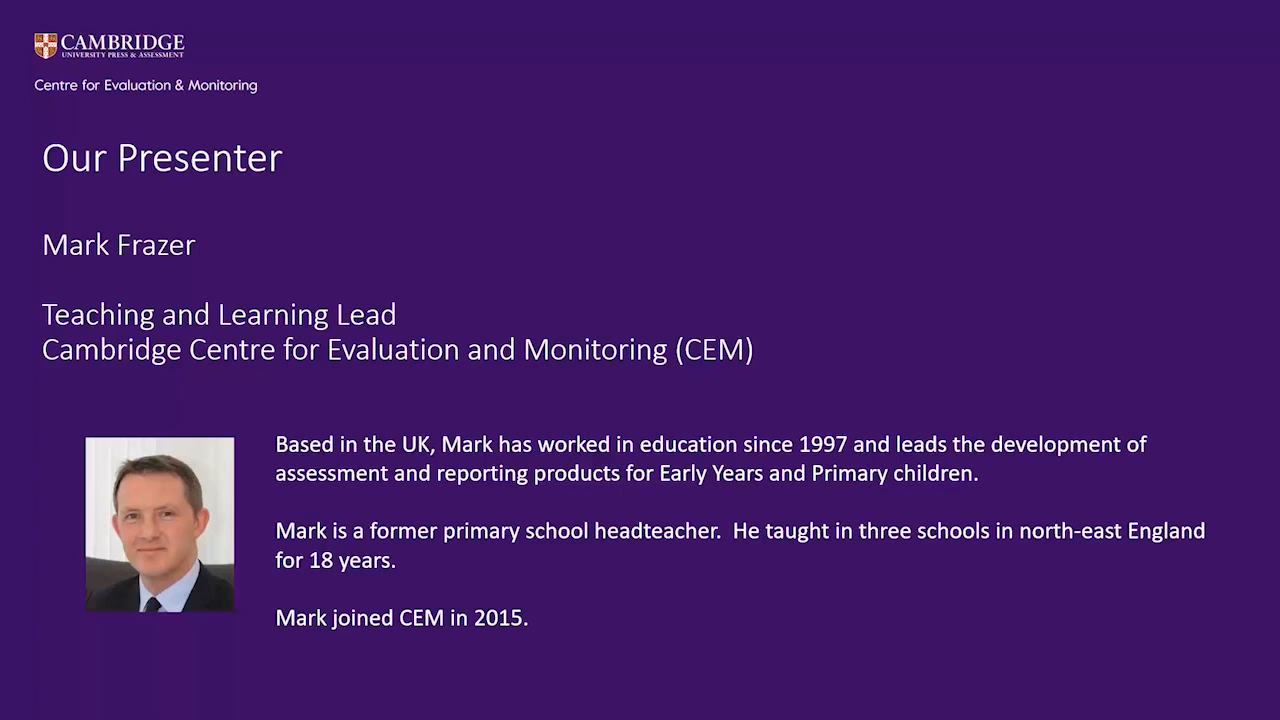 CAMBRIDGE
UNIVERSITY PRESS & ASSESSMENT
Centre for Evaluation & Monitoring
Our Presenter
Mark Frazer
Teaching and Learning Lead
Cambridge Centre for Evaluation and Monitoring (CEM)
Based in the UK, Mark has worked in education since 1997 and leads the development of
assessment and reporting products for Early Years and Primary children.
Mark is a former primary school headteacher.  He taught in three schools in north-east England
for 18 years.
Mark joined CEM in 2015.